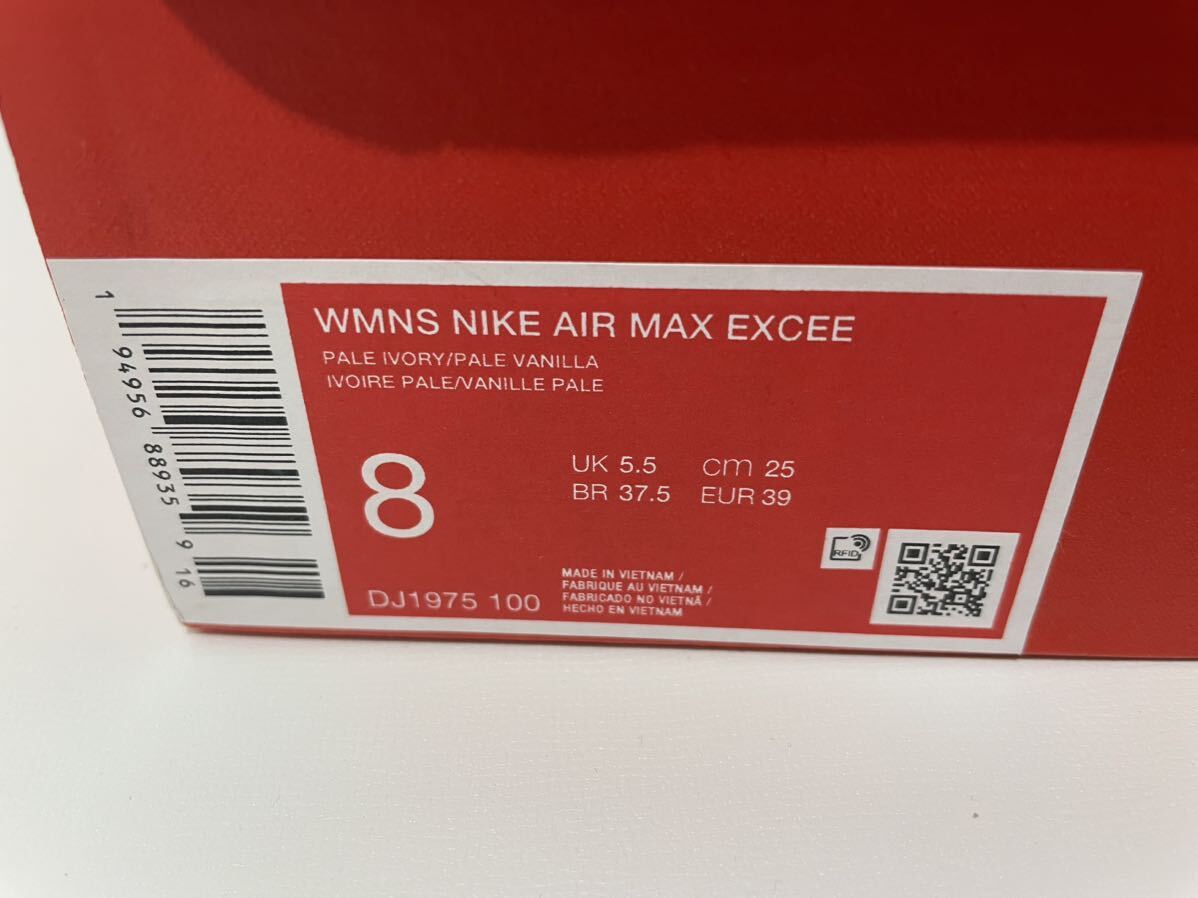 WMNS NIKE AIR MAX EXCEE
PALE IVORY/PALE VANILLA
IVOIRE PALE/VANILLE PALE
8
UK 5.5 cm 25
BR 37.5 EUR 39
DJ1975 100
MADE IN VIETNAM /
FABRIQUE AU VIETNAM /
FABRICADO NO VIETNÃ /
HECHO EN VIETNAM
RFID
1 94956 88935 9 16